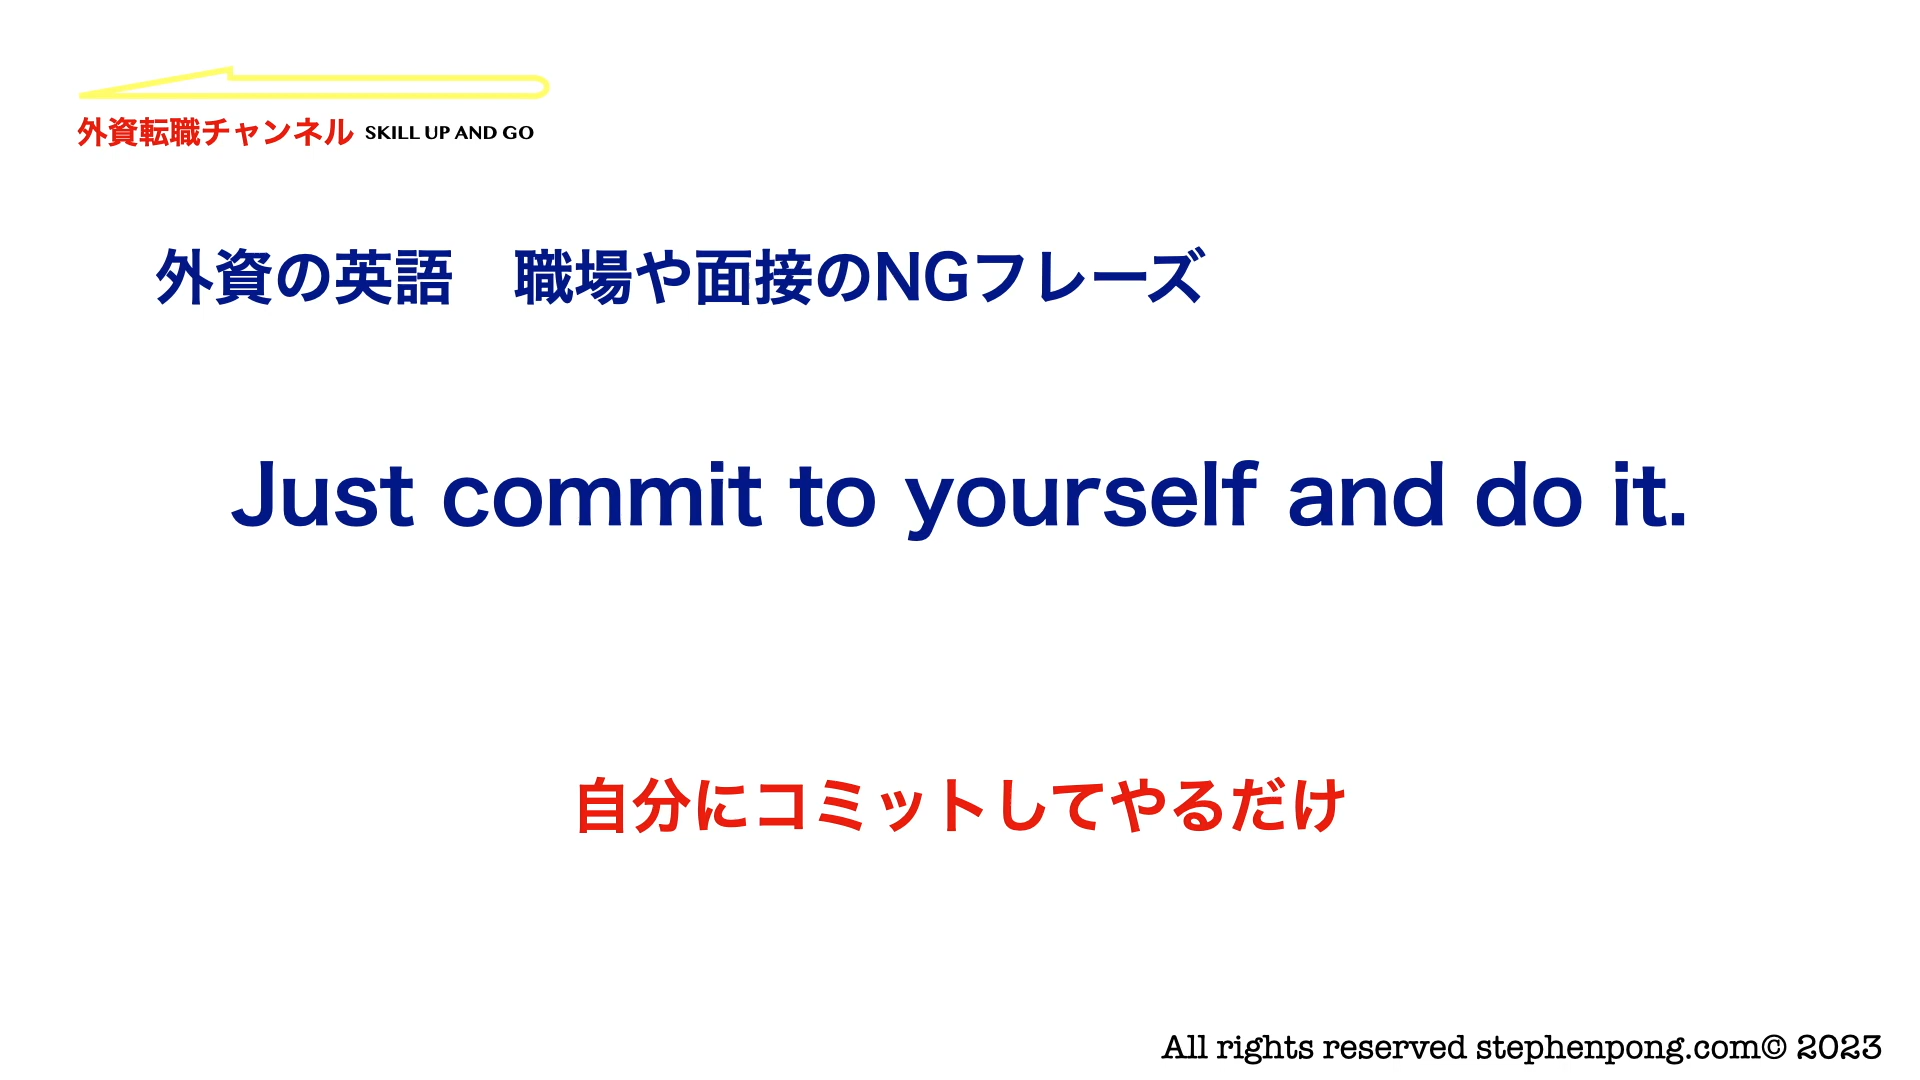 外資転職チャンネル SKILL UP AND GO
外資の英語　職場や面接のNGフレーズ
Just commit to yourself and do it.
自分にコミットしてやるだけ
All rights reserved stephenpong.com© 2023